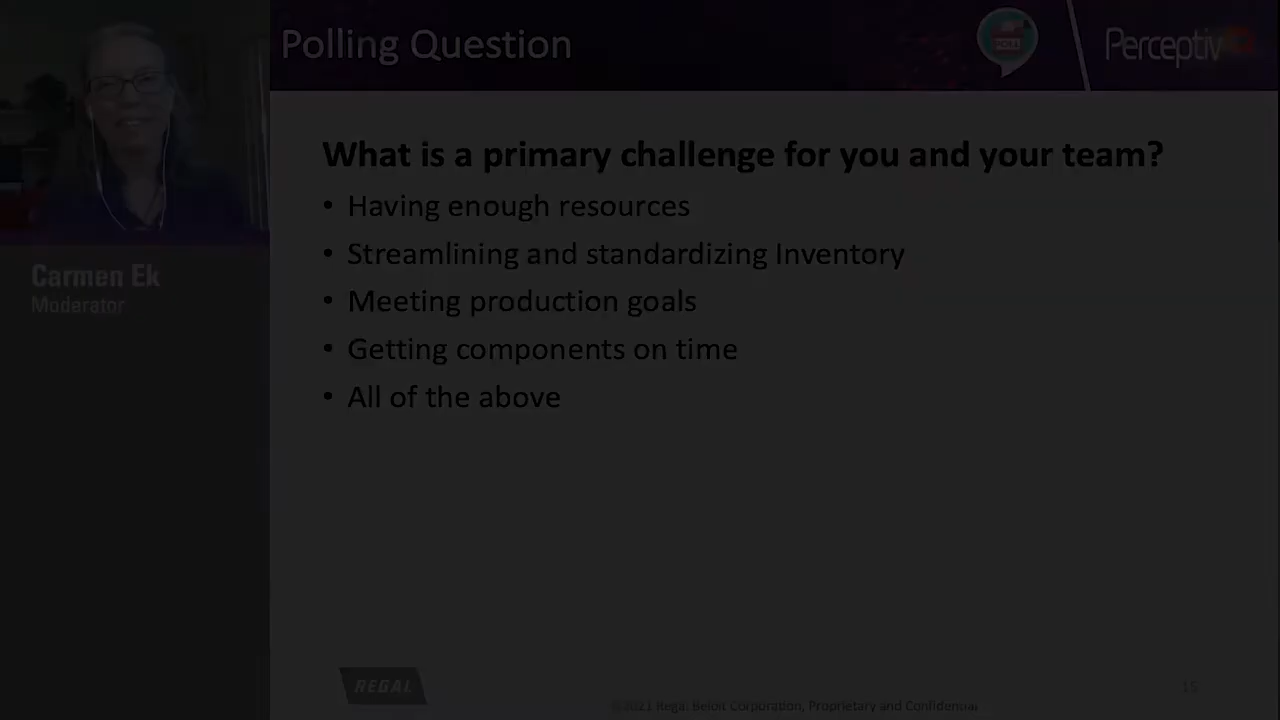 Polling Question
POLL
Perceptiv
Carmen Ek
Moderator
What is a primary challenge for you and your team?
• Having enough resources
• Streamlining and standardizing Inventory
• Meeting production goals
• Getting components on time
• All of the above
REGAL
©2021 Regal Beloit Corporation, Proprietary and Confidential
15